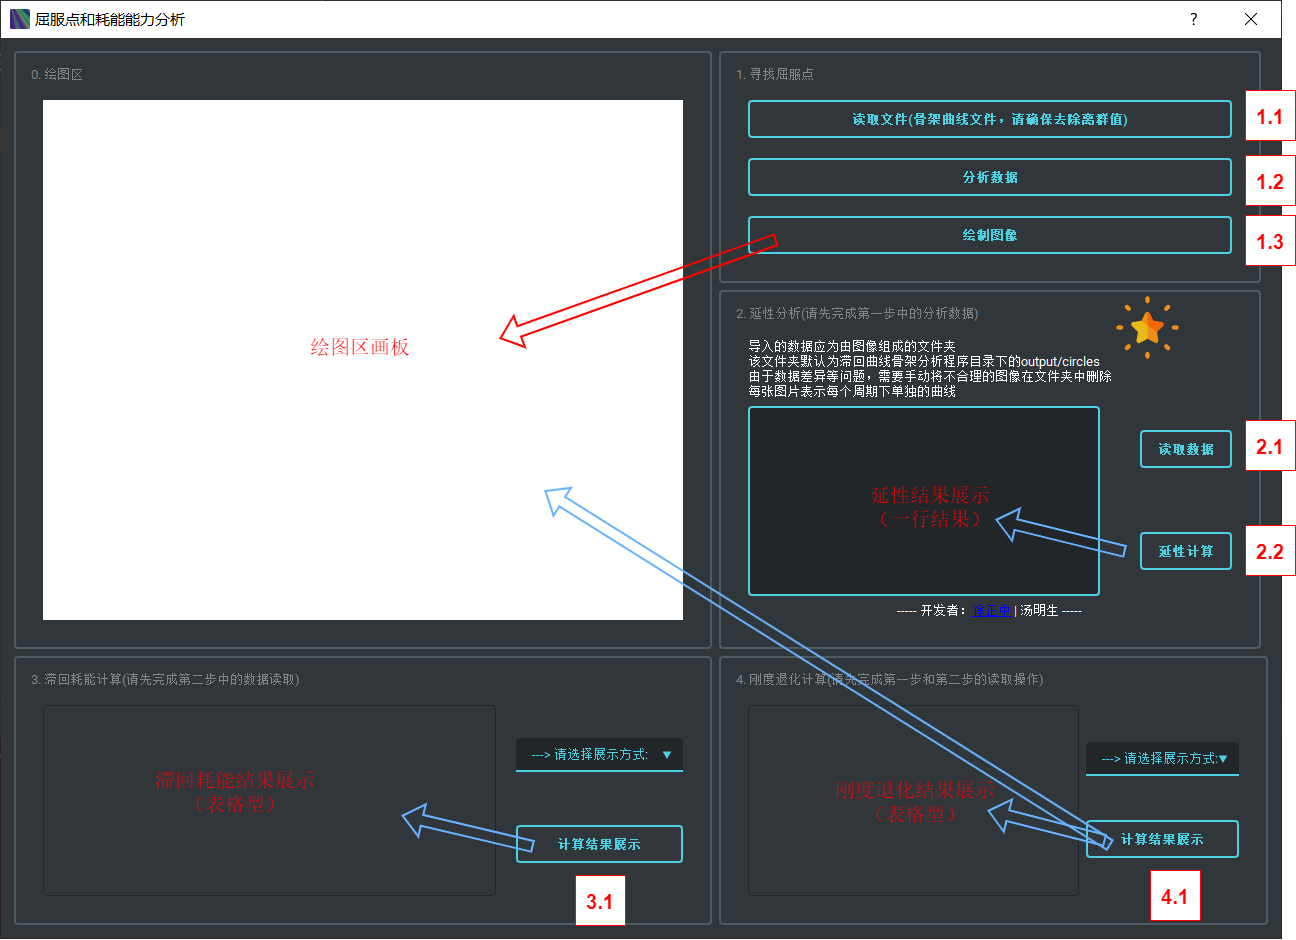 屈服点和耗能能力分析
?
0. 绘图区
绘图区画板
1. 寻找屈服点
读取文件(骨架曲线文件，请确保去除离群值)
1.1
分析数据
1.2
绘制图像
1.3
2. 延性分析(请先完成第一步中的分析数据)
导入的数据应为由图像组成的文件夹
该文件夹默认为滞回曲线骨架分析程序目录下的output/circles
由于数据差异等问题，需要手动将不合理的图像在文件夹中删除
每张图片表示每个周期下单独的曲线
延性结果展示
（一行结果）
读取数据
2.1
延性计算
2.2
----- 开发者：徐正中 | 汤明生 -----
3. 滞回耗能计算(请先完成第二步中的数据读取)
滞回耗能结果展示
（表格型）
---> 请选择展示方式:
计算结果展示
3.1
4. 刚度退化计算(请先完成第一步和第二步的读取操作)
刚度退化结果展示
（表格型）
---> 请选择展示方式:
计算结果展示
4.1